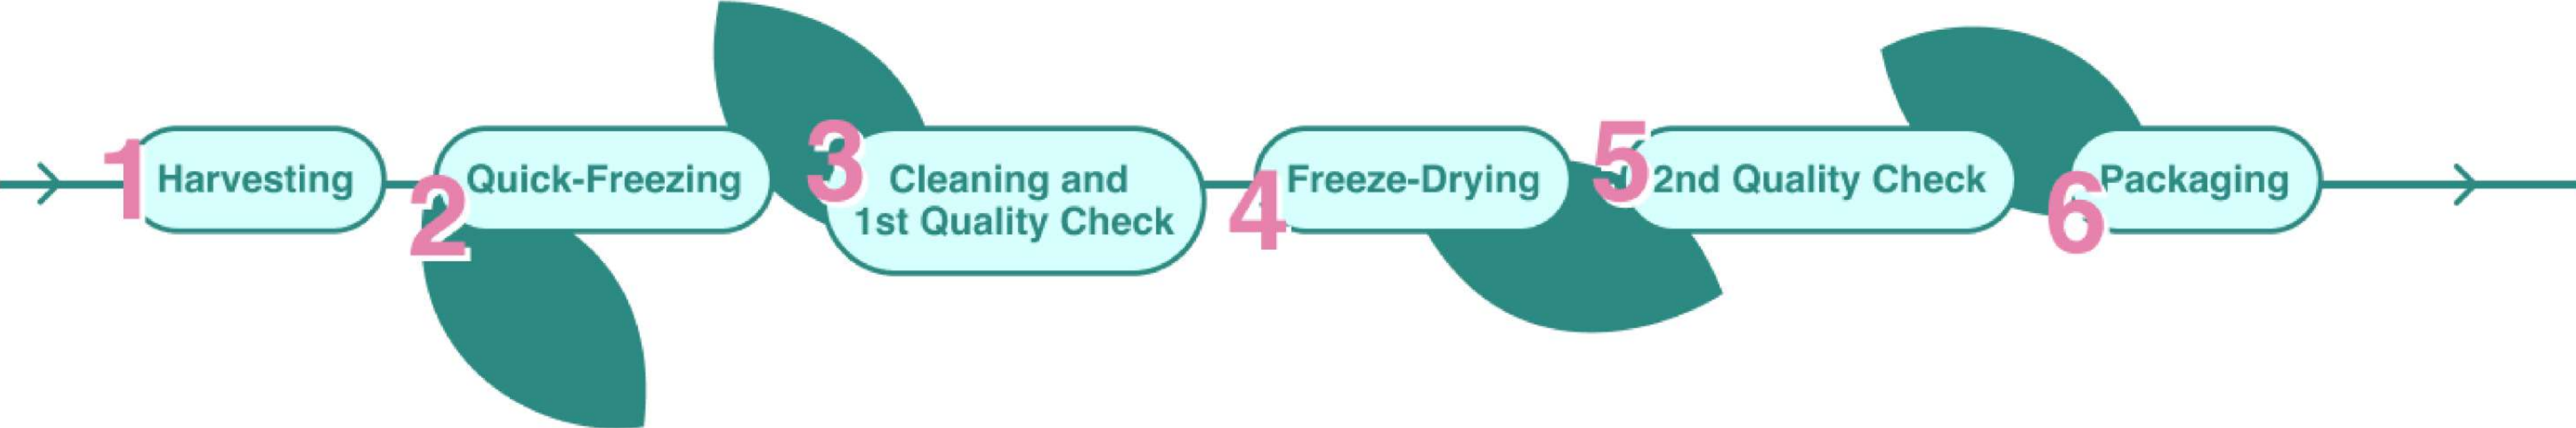 1 Harvesting
2 Quick-Freezing
3 Cleaning and
1st Quality Check
4 Freeze-Drying
5 2nd Quality Check
6 Packaging